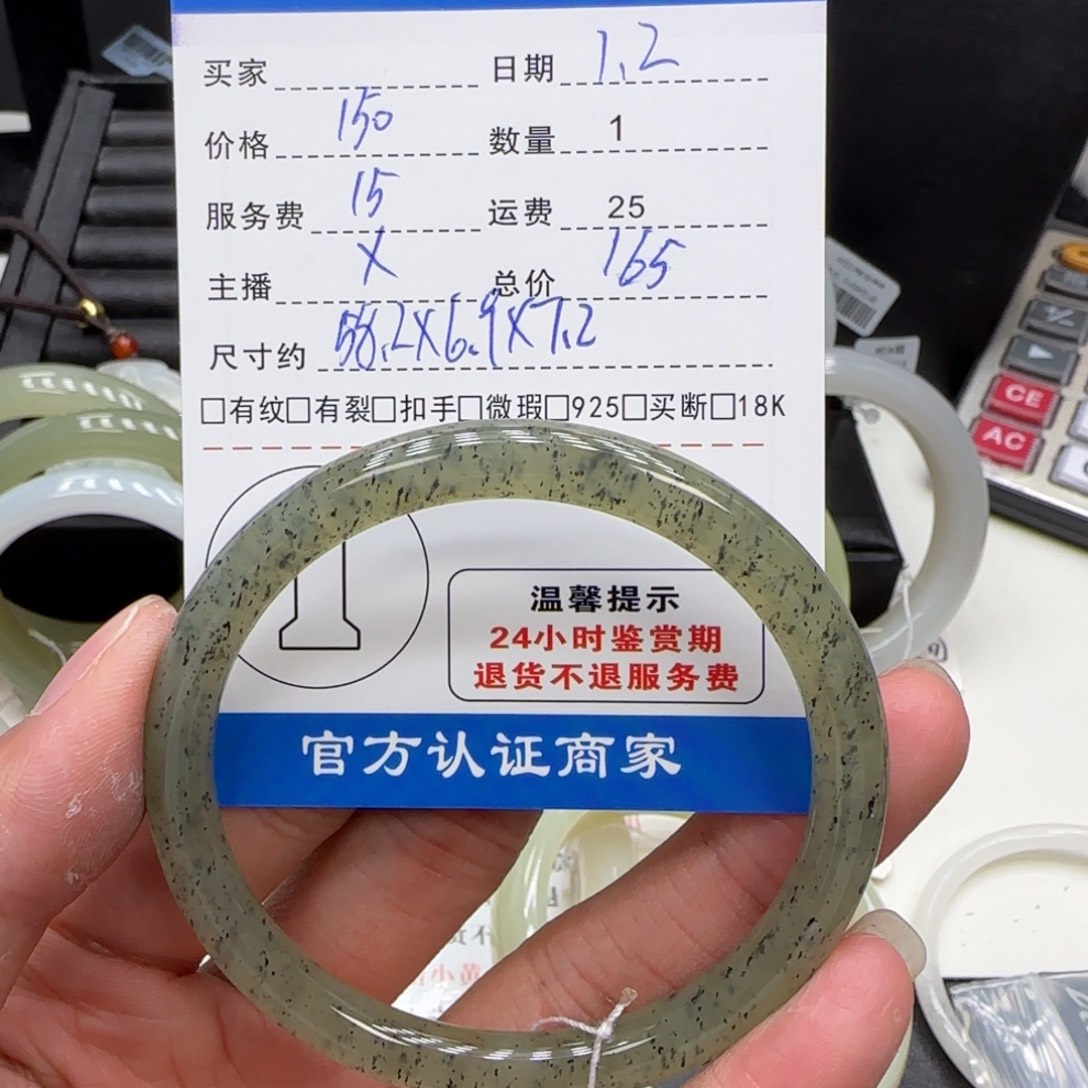 买家 日期 1.2
价格 150 数量 1
服务费 15 运费 25
主播 X 总价 165
尺寸约 58.2X6.9X7.2
□有纹□有裂□扣手□微瑕□925□买断□18K
温馨提示
24小时鉴赏期
退货不退服务费
官方认证商家
CE
AC